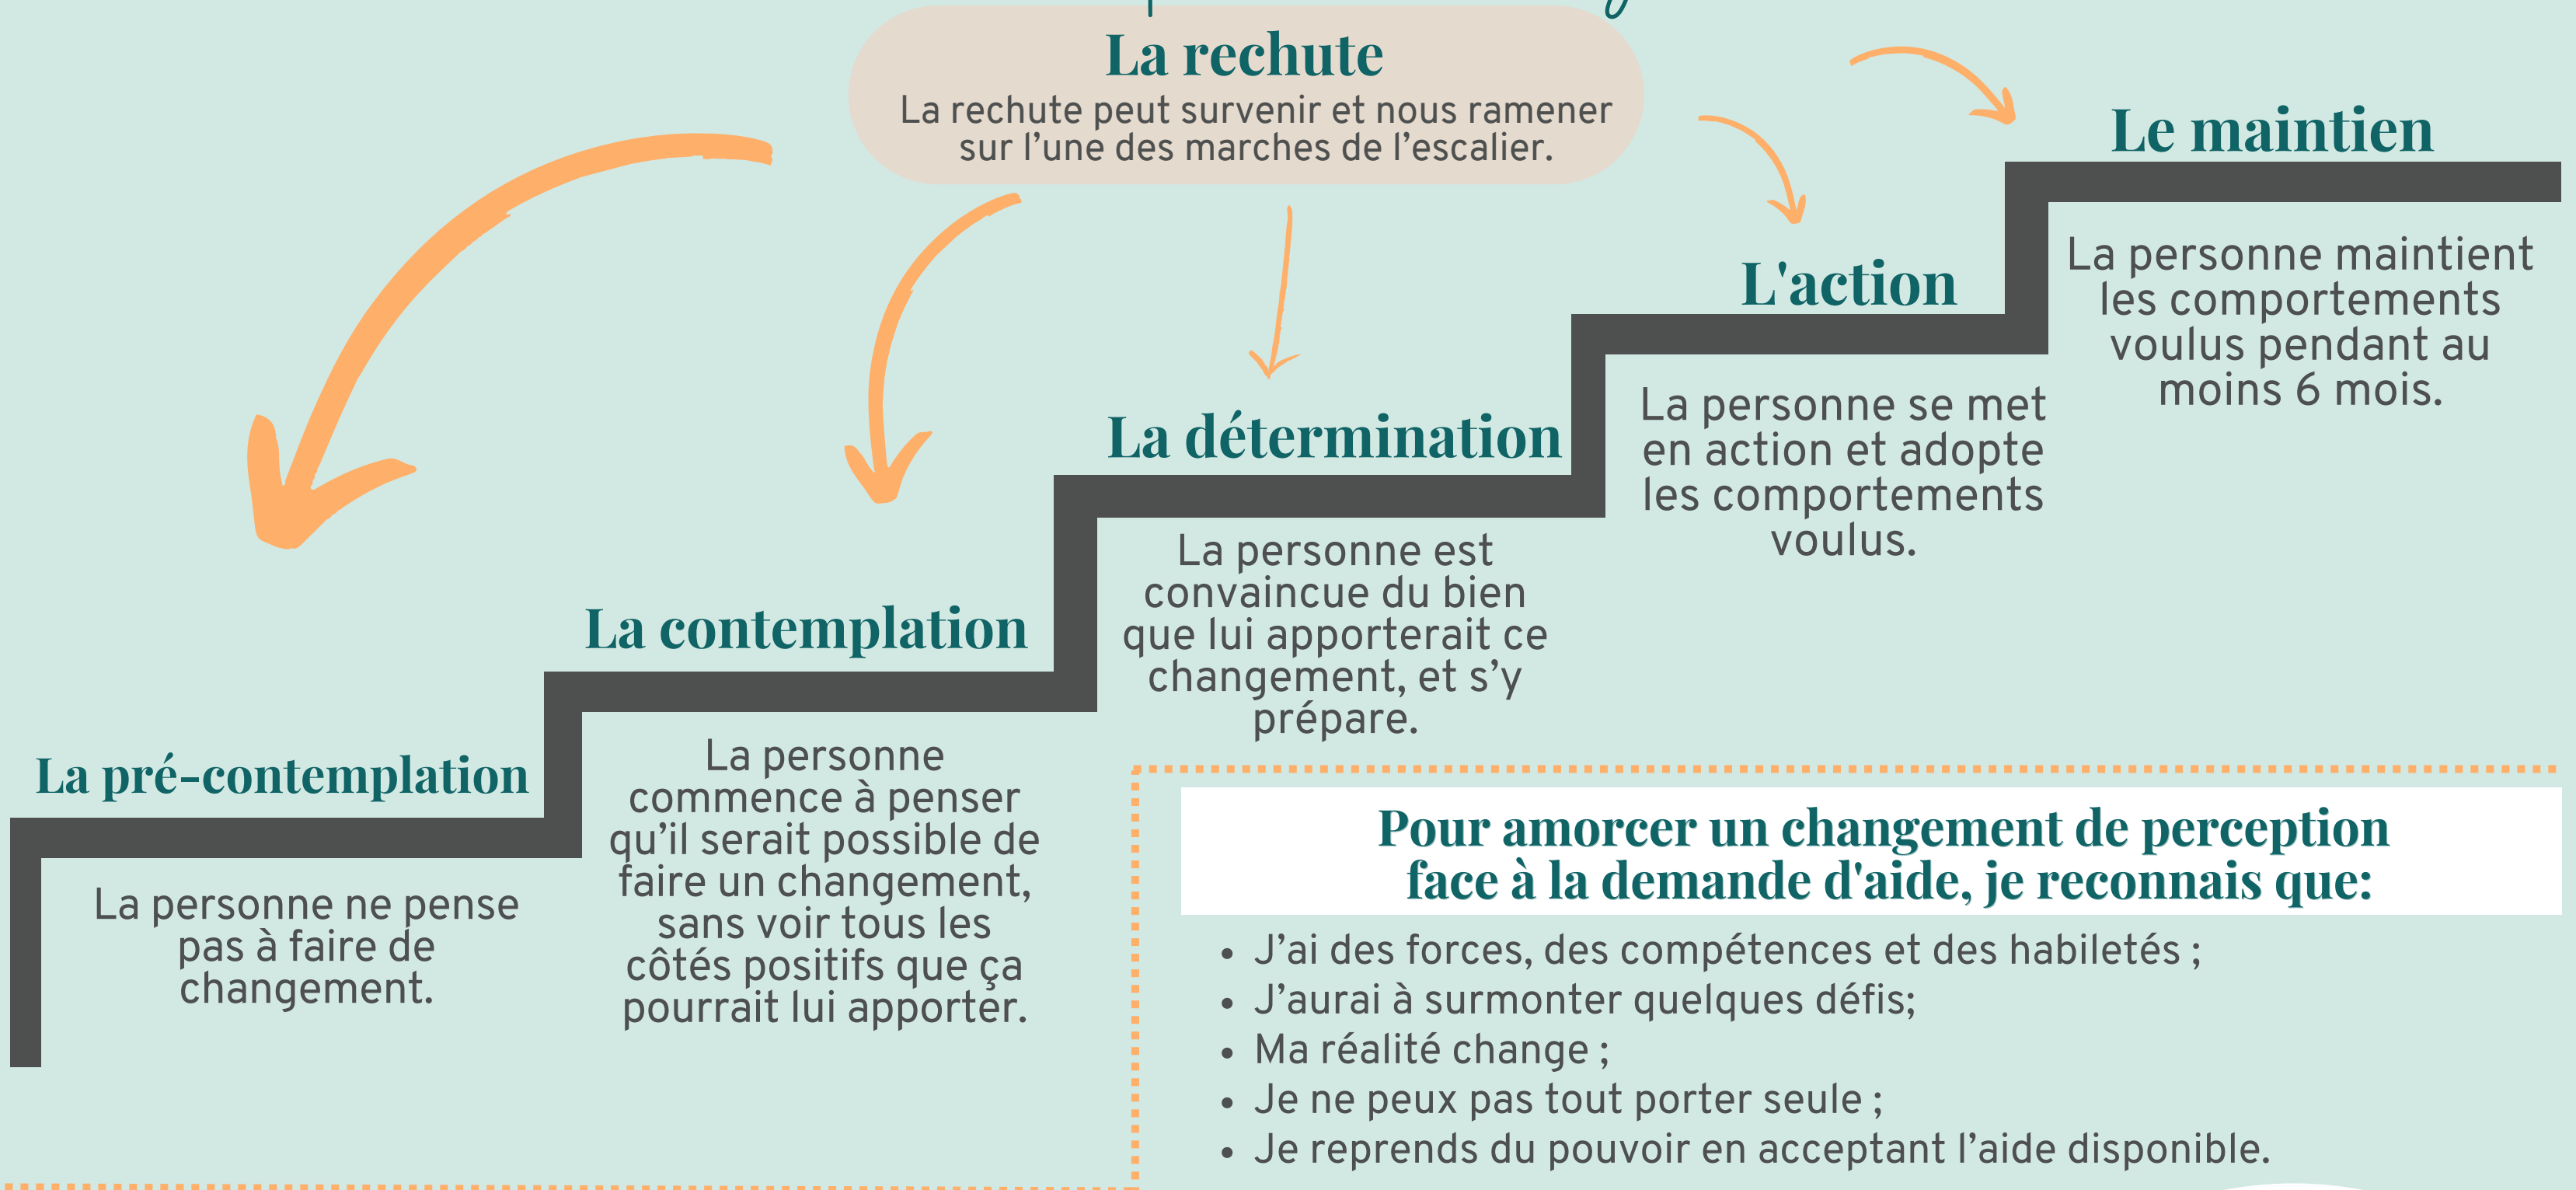 La rechute
La rechute peut survenir et nous ramener
sur l’une des marches de l’escalier.
Le maintien
La personne maintient
les comportements
voulus pendant au
moins 6 mois.
L'action
La personne se met
en action et adopte
les comportements
voulus.
La détermination
La personne est
convaincue du bien
que lui apporterait ce
changement, et s’y
prépare.
La contemplation
La personne
commence à penser
qu’il serait possible de
faire un changement,
sans voir tous les
côtés positifs que ça
pourrait lui apporter.
La pré-contemplation
La personne ne pense
pas à faire de
changement.
Pour amorcer un changement de perception
face à la demande d'aide, je reconnais que:
• J’ai des forces, des compétences et des habiletés ;
• J’aurai à surmonter quelques défis;
• Ma réalité change ;
• Je ne peux pas tout porter seule ;
• Je reprends du pouvoir en acceptant l’aide disponible.